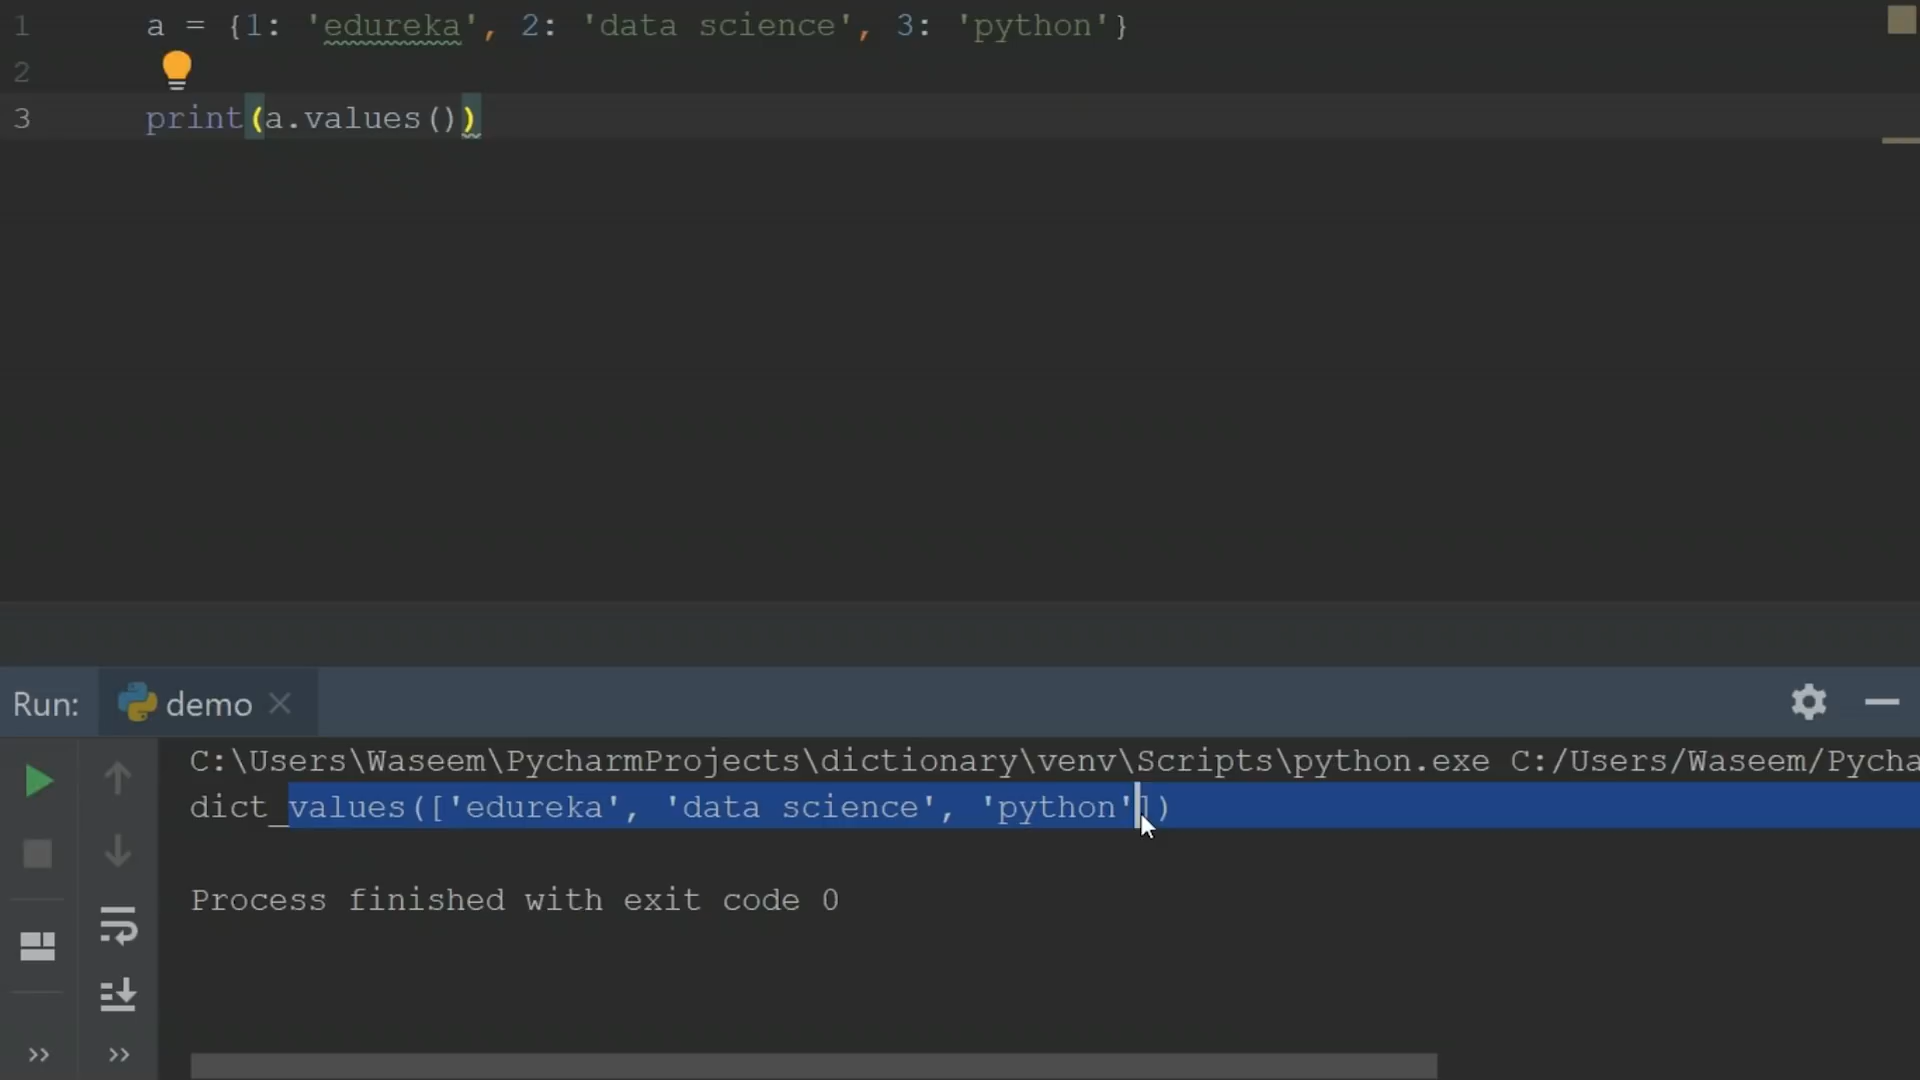 1 a = {1: 'edureka', 2: 'data science', 3: 'python'}
2
3 print(a.values())
Run: demo
C:\Users\Waseem\PycharmProjects\dictionary\venv\Scripts\python.exe C:/Users/Waseem/Pycha
dict_values(['edureka', 'data science', 'python'])
Process finished with exit code 0